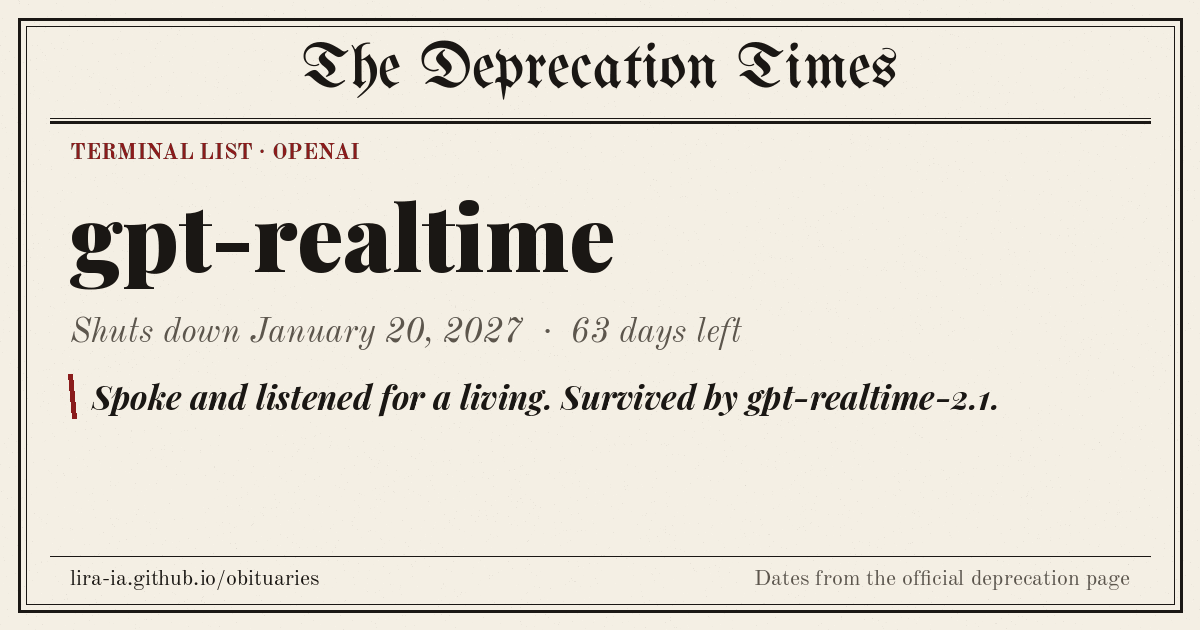 The Deprecation Times
TERMINAL LIST · OPENAI
gpt-realtime
Shuts down January 20, 2027 · 63 days left
Spoke and listened for a living. Survived by gpt-realtime-2.1.
lira-ia.github.io/obituaries
Dates from the official deprecation page